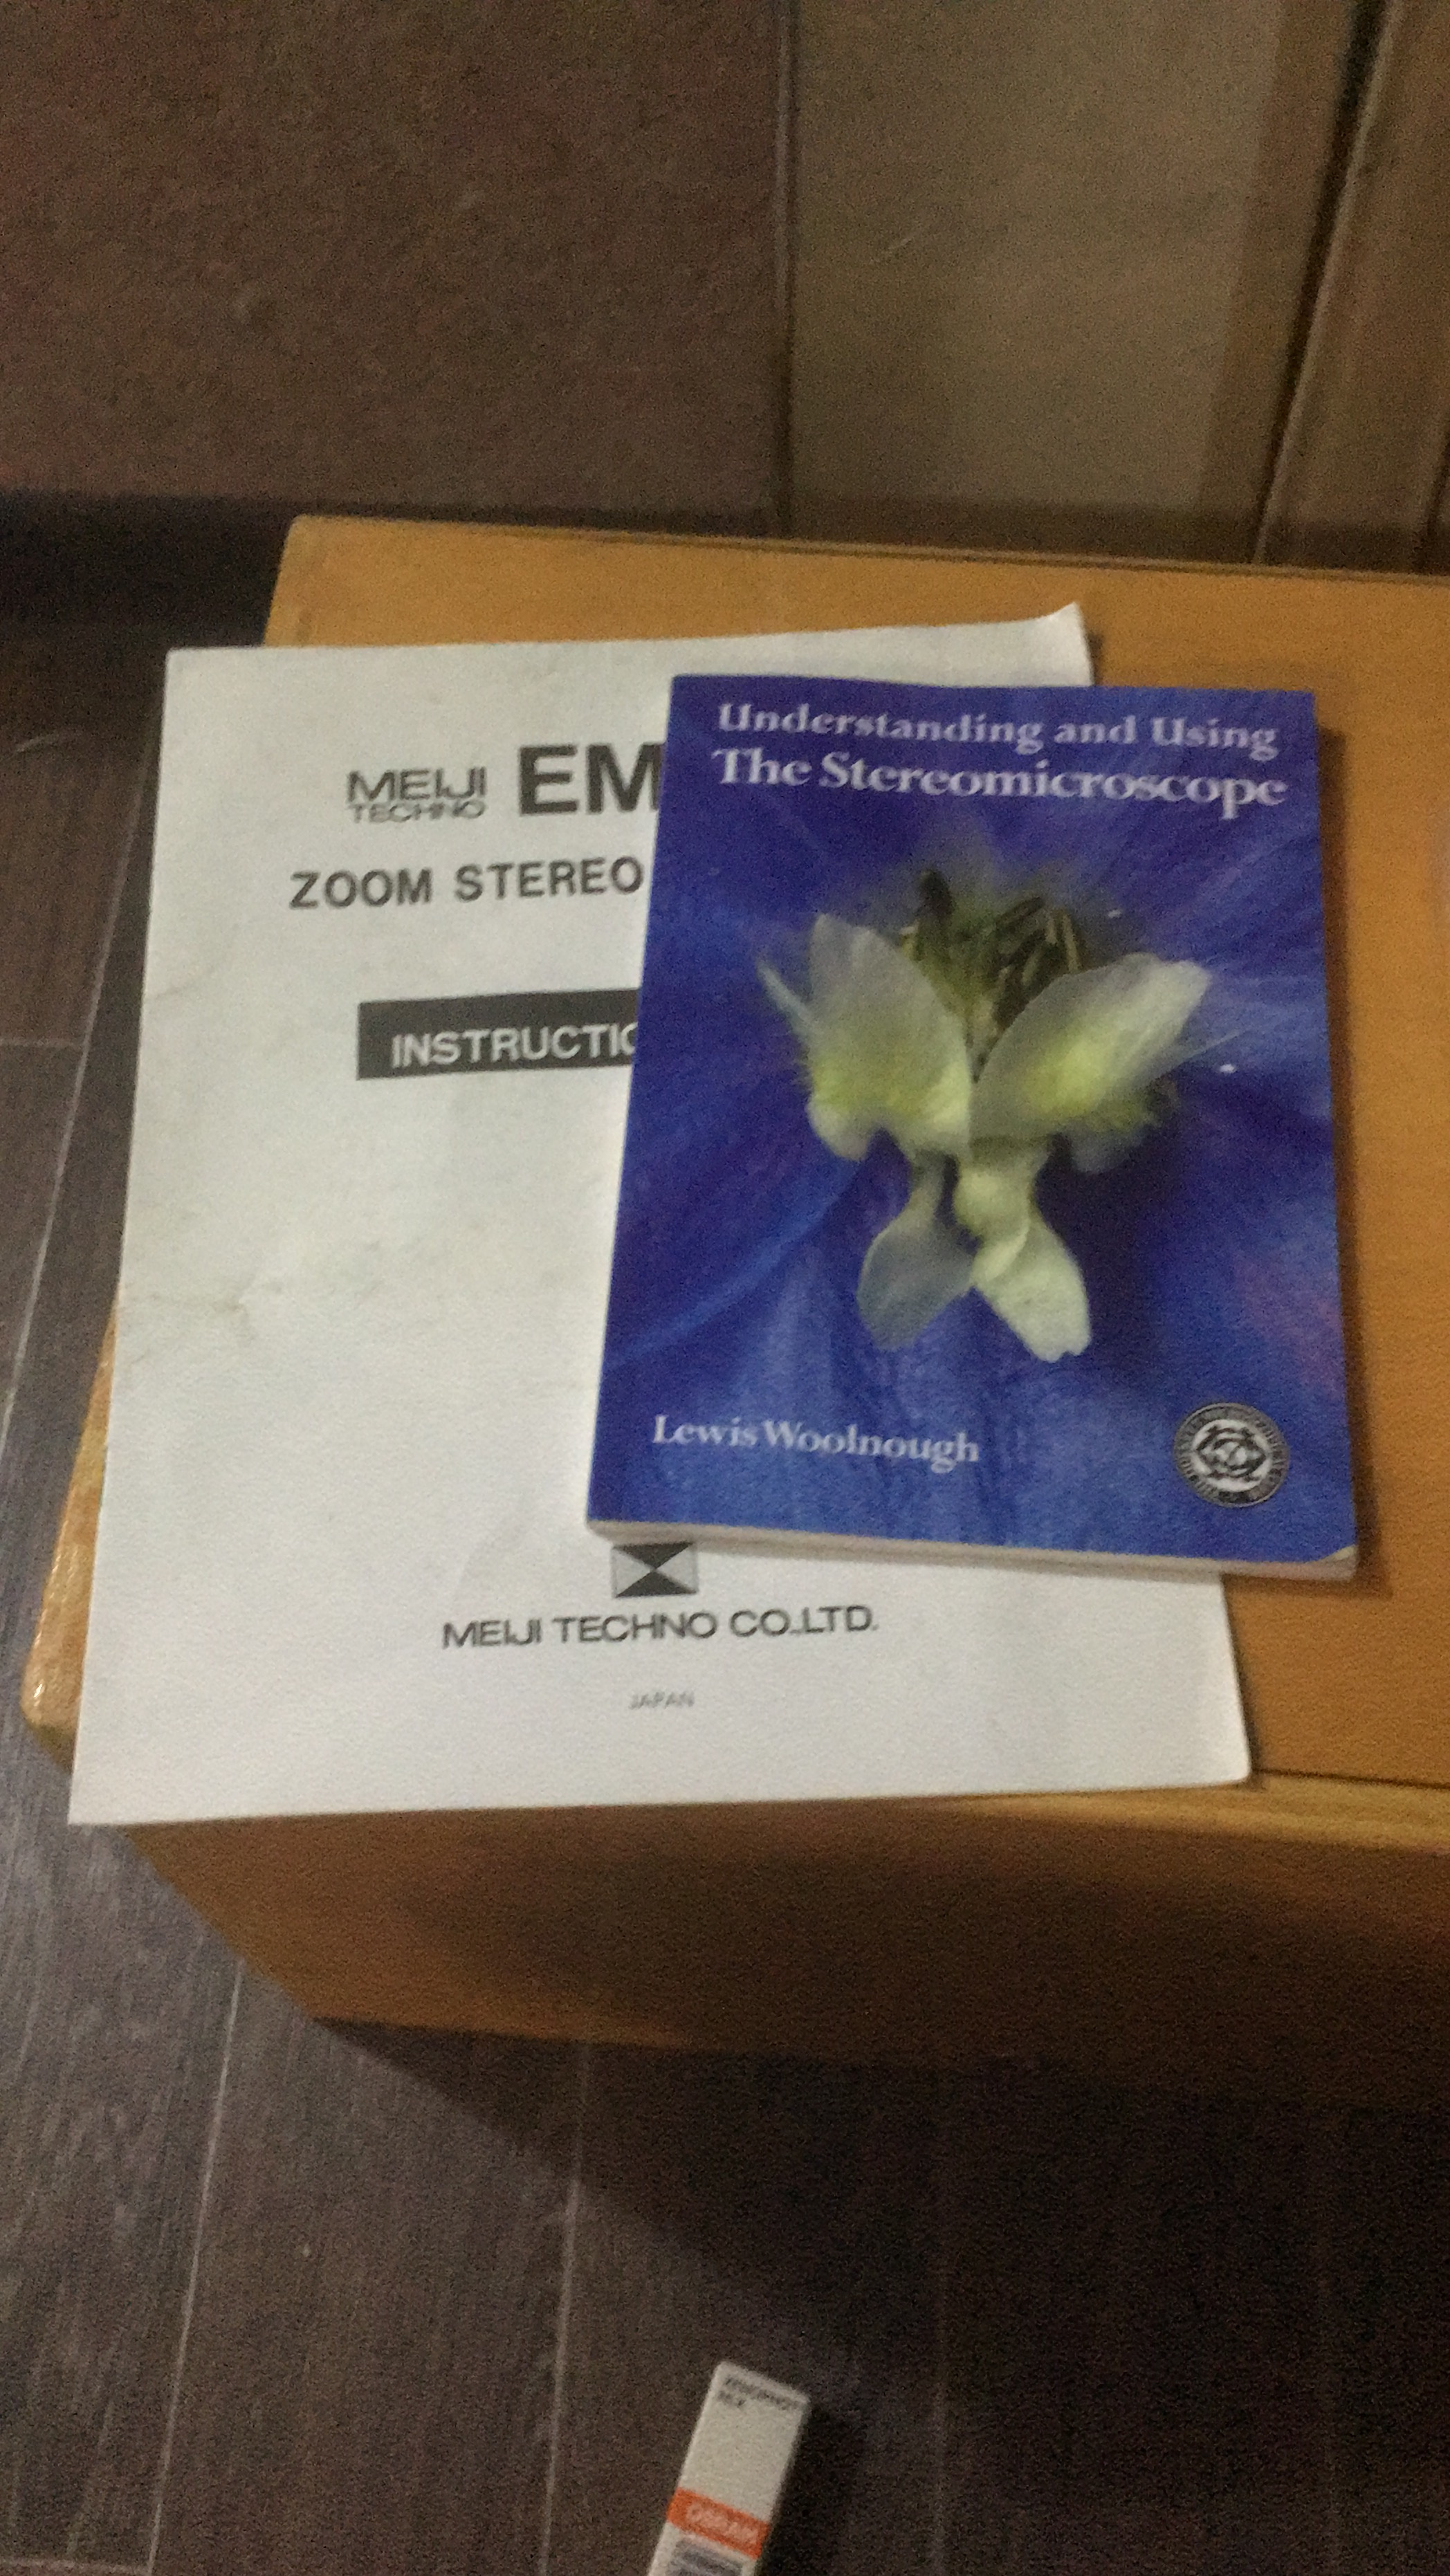 MEIJI
TECHNO
EM
ZOOM STEREO
INSTRUCTIO
MEIJI TECHNO CO.,LTD.
JAPAN
Understanding and Using
The Stereomicroscope
Lewis Woolnough
OSRAM